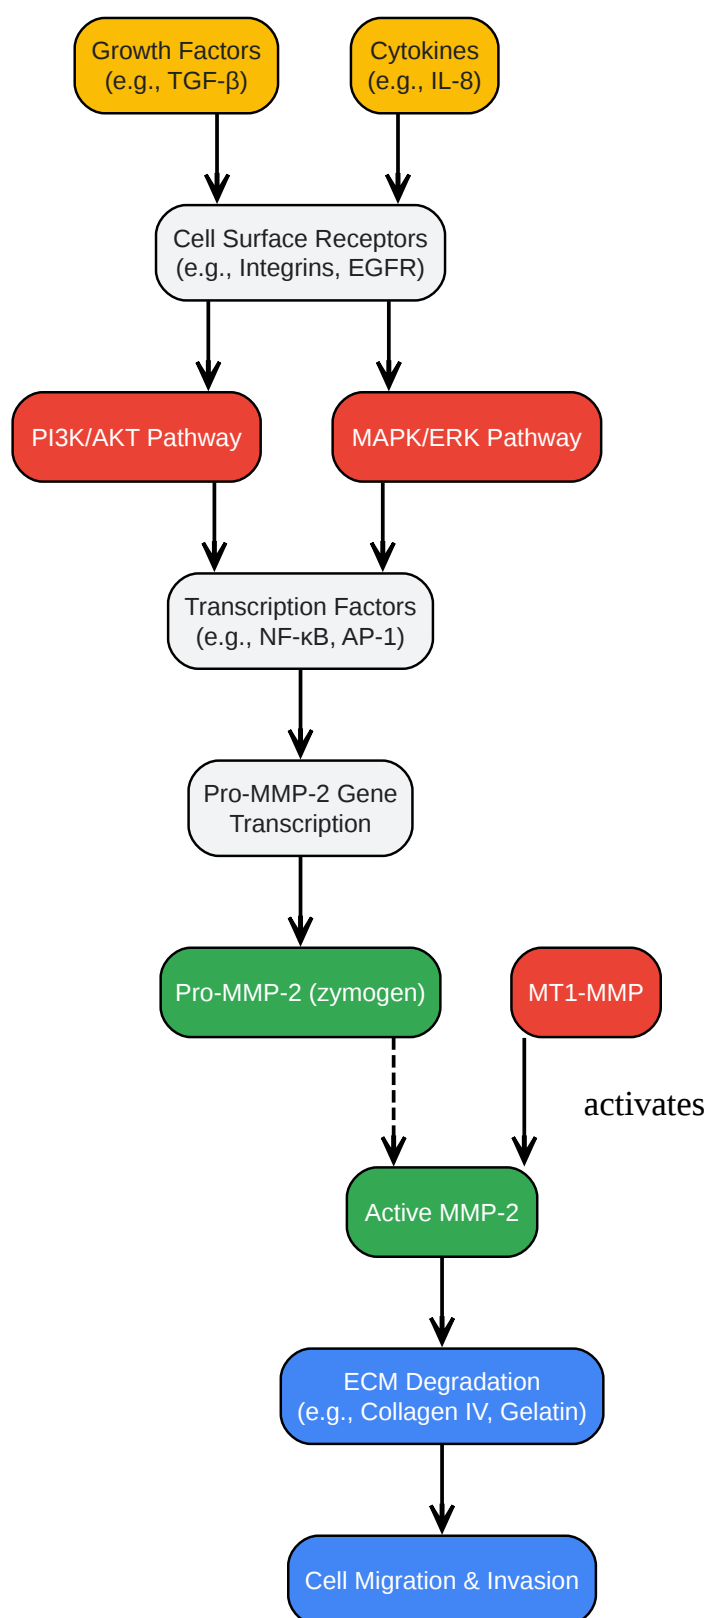 Growth Factors
(e.g., TGF-β)
Cytokines
(e.g., IL-8)
Cell Surface Receptors
(e.g., Integrins, EGFR)
PI3K/AKT Pathway
MAPK/ERK Pathway
Transcription Factors
(e.g., NF-κB, AP-1)
Pro-MMP-2 Gene
Transcription
Pro-MMP-2 (zymogen)
MT1-MMP
activates
Active MMP-2
ECM Degradation
(e.g., Collagen IV, Gelatin)
Cell Migration & Invasion